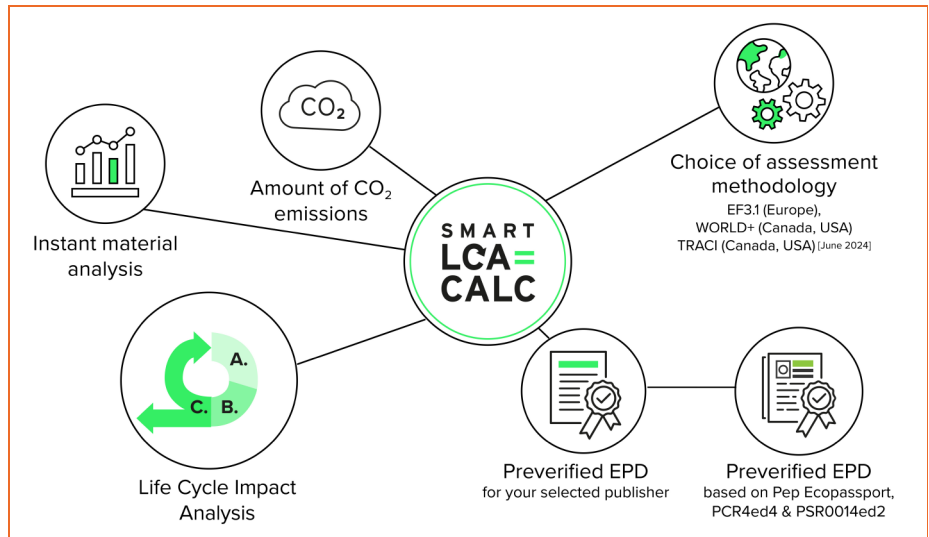 CO₂
Amount of CO₂
emissions
Instant material
analysis
Choice of assessment
methodology
EF3.1 (Europe),
WORLD+ (Canada, USA)
TRACI (Canada, USA) [June 2024]
SMART
LCA=
CALC
A.
B.
C.
Life Cycle Impact
Analysis
Preverified EPD
for your selected publisher
Preverified EPD
based on Pep Ecopassport,
PCR4ed4 & PSR0014ed2